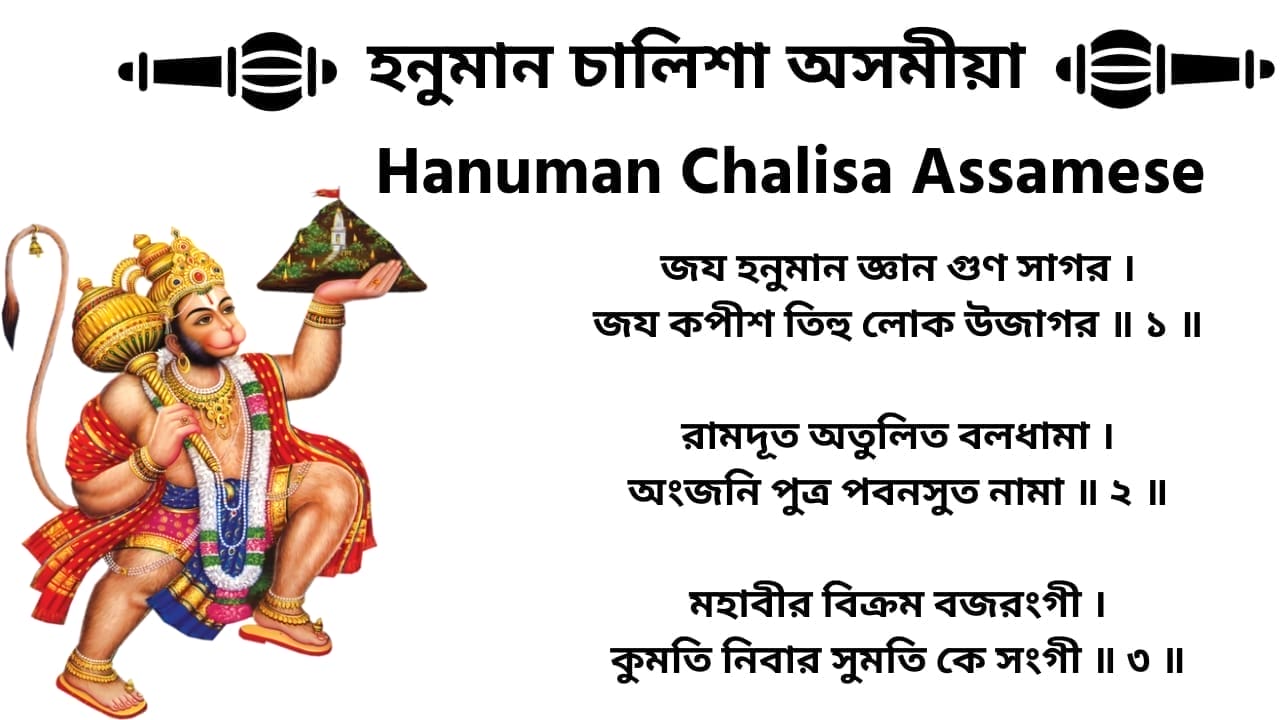 হনুমান চালিশা অসমীয়া
Hanuman Chalisa Assamese
জয হনুমান জ্ঞান গুণ সাগর ।
জয কপীশ তিহু লোক উজাগর ॥ ১ ॥
রামদূত অতুলিত বলধামা ।
অংজনি পুত্র পবনসুত নামা ॥ ২ ॥
মহাবীর বিক্রম বজরংগী ।
কুমতি নিবার সুমতি কে সংগী ॥ ৩ ॥